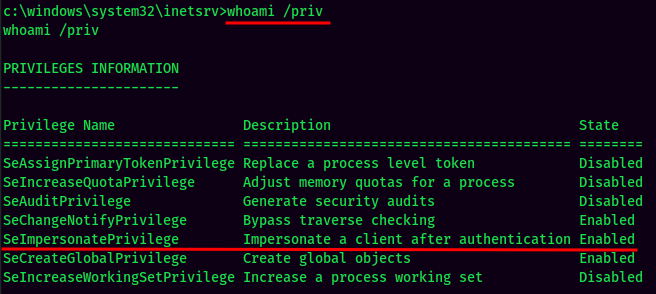 c:\windows\system32\inetsrv>whoami /priv
whoami /priv
PRIVILEGES INFORMATION
----------------------
Privilege Name                Description                               State
============================= ========================================= ========
SeAssignPrimaryTokenPrivilege Replace a process level token             Disabled
SeIncreaseQuotaPrivilege      Adjust memory quotas for a process        Disabled
SeAuditPrivilege              Generate security audits                  Disabled
SeChangeNotifyPrivilege       Bypass traverse checking                  Enabled
SeImpersonatePrivilege        Impersonate a client after authentication Enabled
SeCreateGlobalPrivilege       Create global objects                     Enabled
SeIncreaseWorkingSetPrivilege Increase a process working set            Disabled